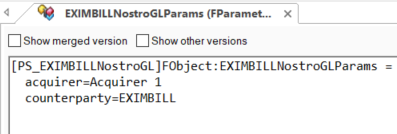 EXIMBILLNostroGLParams (FParamet...
Show merged version Show other versions
[PS_EXIMBILLNostroGL]FObject:EXIMBILLNostroGLParams =
acquirer=Acquirer 1
counterparty=EXIMBILL